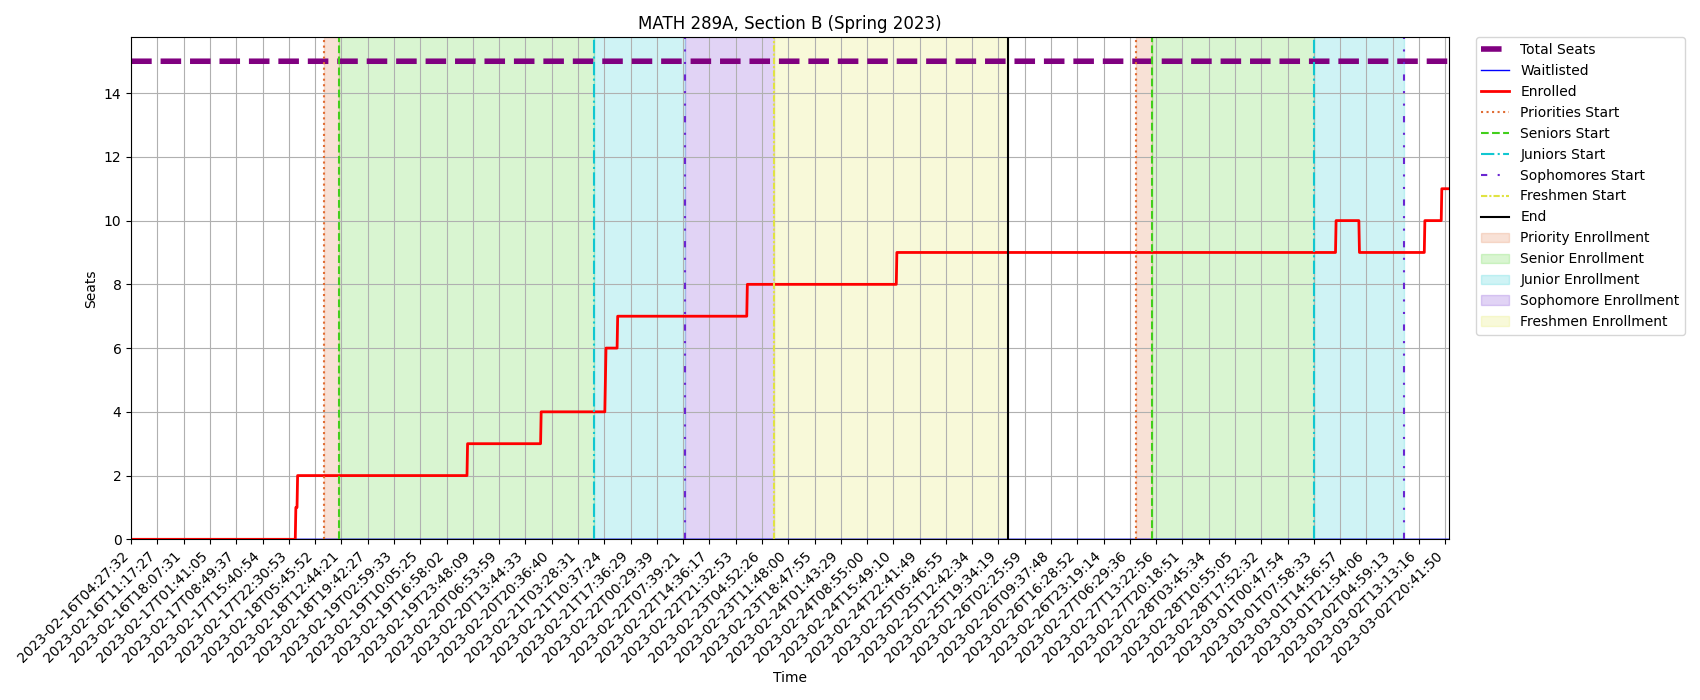 MATH 289A, Section B (Spring 2023)
Seats
14
12
10
8
6
4
2
0
2023-02-16T04:27:32
2023-02-16T11:17:27
2023-02-16T18:07:31
2023-02-17T01:41:05
2023-02-17T08:49:37
2023-02-17T15:40:54
2023-02-17T22:30:53
2023-02-18T05:45:52
2023-02-18T12:44:21
2023-02-18T19:42:27
2023-02-19T02:59:33
2023-02-19T10:05:25
2023-02-19T16:58:02
2023-02-19T23:48:09
2023-02-20T06:53:59
2023-02-20T13:44:33
2023-02-20T20:36:40
2023-02-21T03:28:31
2023-02-21T10:37:24
2023-02-21T17:36:29
2023-02-22T00:29:39
2023-02-22T07:39:21
2023-02-22T14:36:17
2023-02-22T21:32:53
2023-02-23T04:52:26
2023-02-23T11:48:00
2023-02-23T18:47:55
2023-02-24T01:43:29
2023-02-24T08:55:00
2023-02-24T15:49:10
2023-02-24T22:41:49
2023-02-25T05:46:55
2023-02-25T12:42:34
2023-02-25T19:34:19
2023-02-26T02:25:59
2023-02-26T09:37:48
2023-02-26T16:28:52
2023-02-26T23:19:14
2023-02-27T06:29:36
2023-02-27T13:22:56
2023-02-27T20:18:51
2023-02-28T03:45:34
2023-02-28T10:55:05
2023-02-28T17:52:32
2023-03-01T00:47:54
2023-03-01T07:58:33
2023-03-01T14:56:57
2023-03-01T21:54:06
2023-03-02T04:59:13
2023-03-02T13:13:16
2023-03-02T20:41:50
Time
Total Seats
Waitlisted
Enrolled
Priorities Start
Seniors Start
Juniors Start
Sophomores Start
Freshmen Start
End
Priority Enrollment
Senior Enrollment
Junior Enrollment
Sophomore Enrollment
Freshmen Enrollment